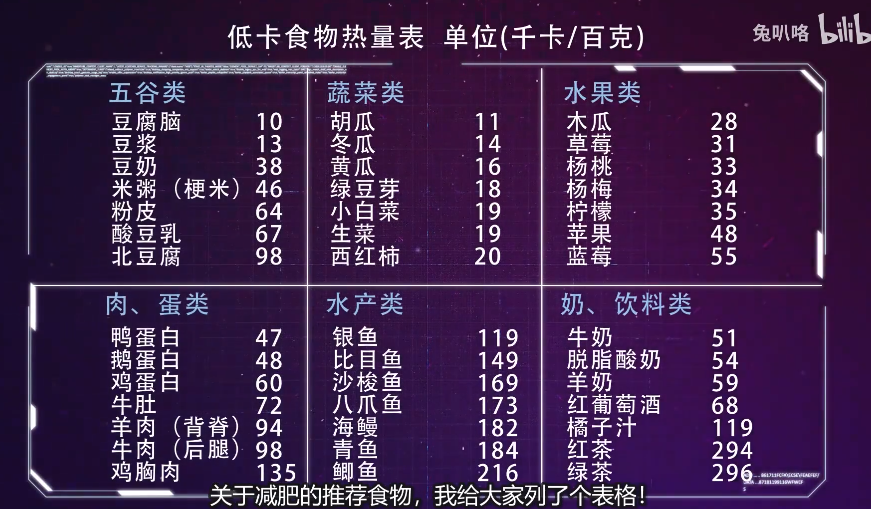 低卡食物热量表 单位(千卡/百克)
兔叭咯 bilib
五谷类
豆腐脑 10
豆浆 13
豆奶 38
米粥（梗米）46
粉皮 64
酸豆乳 67
北豆腐 98
蔬菜类
胡瓜 11
冬瓜 14
黄瓜 16
绿豆芽 18
小白菜 19
生菜 19
西红柿 20
水果类
木瓜 28
草莓 31
杨桃 33
杨梅 34
柠檬 35
苹果 48
蓝莓 55
肉、蛋类
鸭蛋白 47
鹅蛋白 48
鸡蛋白 60
牛肚 72
羊肉（背脊）94
牛肉（后腿）98
鸡胸肉 135
水产类
银鱼 119
比目鱼 149
沙梭鱼 169
八爪鱼 173
海鳗 182
青鱼 184
鲫鱼 216
奶、饮料类
牛奶 51
脱脂酸奶 54
羊奶 59
红葡萄酒 68
橘子汁 119
红茶 294
绿茶 296
关于减肥的推荐食物，我给大家列了个表格！